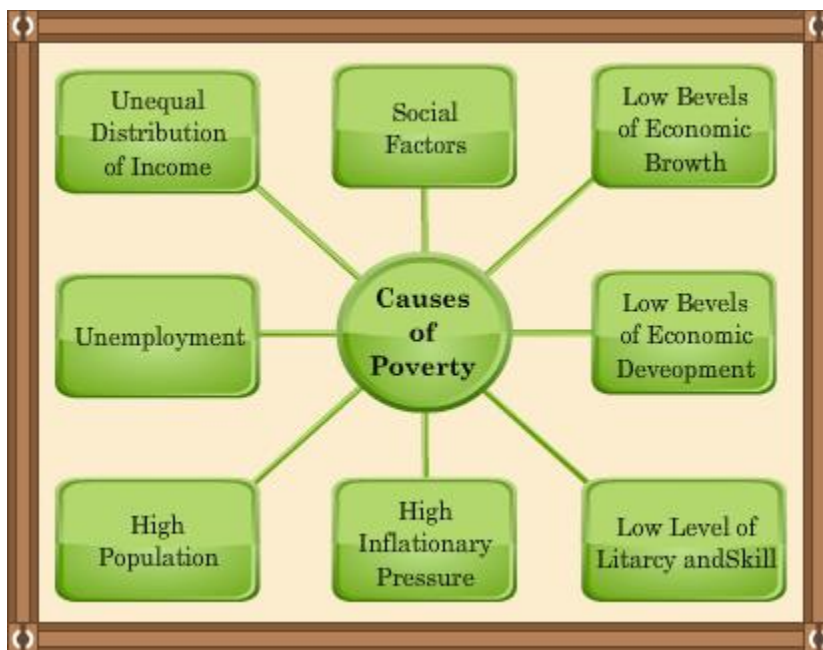 Unequal
Distribution
of Income
Social
Factors
Low Bevels
of Economic
Browth
Unemployment
Causes
of
Poverty
Low Bevels
of Economic
Deveopment
High
Population
High
Inflationary
Pressure
Low Level of
Litarcy andSkill